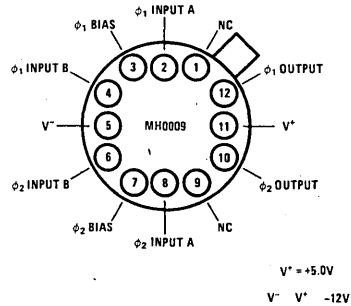 ϕ1 BIAS
ϕ1 INPUT A
NC
ϕ1 INPUT B
ϕ1 OUTPUT
3
2
1
4
12
V-
5
MH0009
11
V+
6
10
ϕ2 INPUT B
7
8
9
ϕ2 OUTPUT
ϕ2 BIAS
ϕ2 INPUT A
NC
V+ = +5.0V
V- V+ -12V